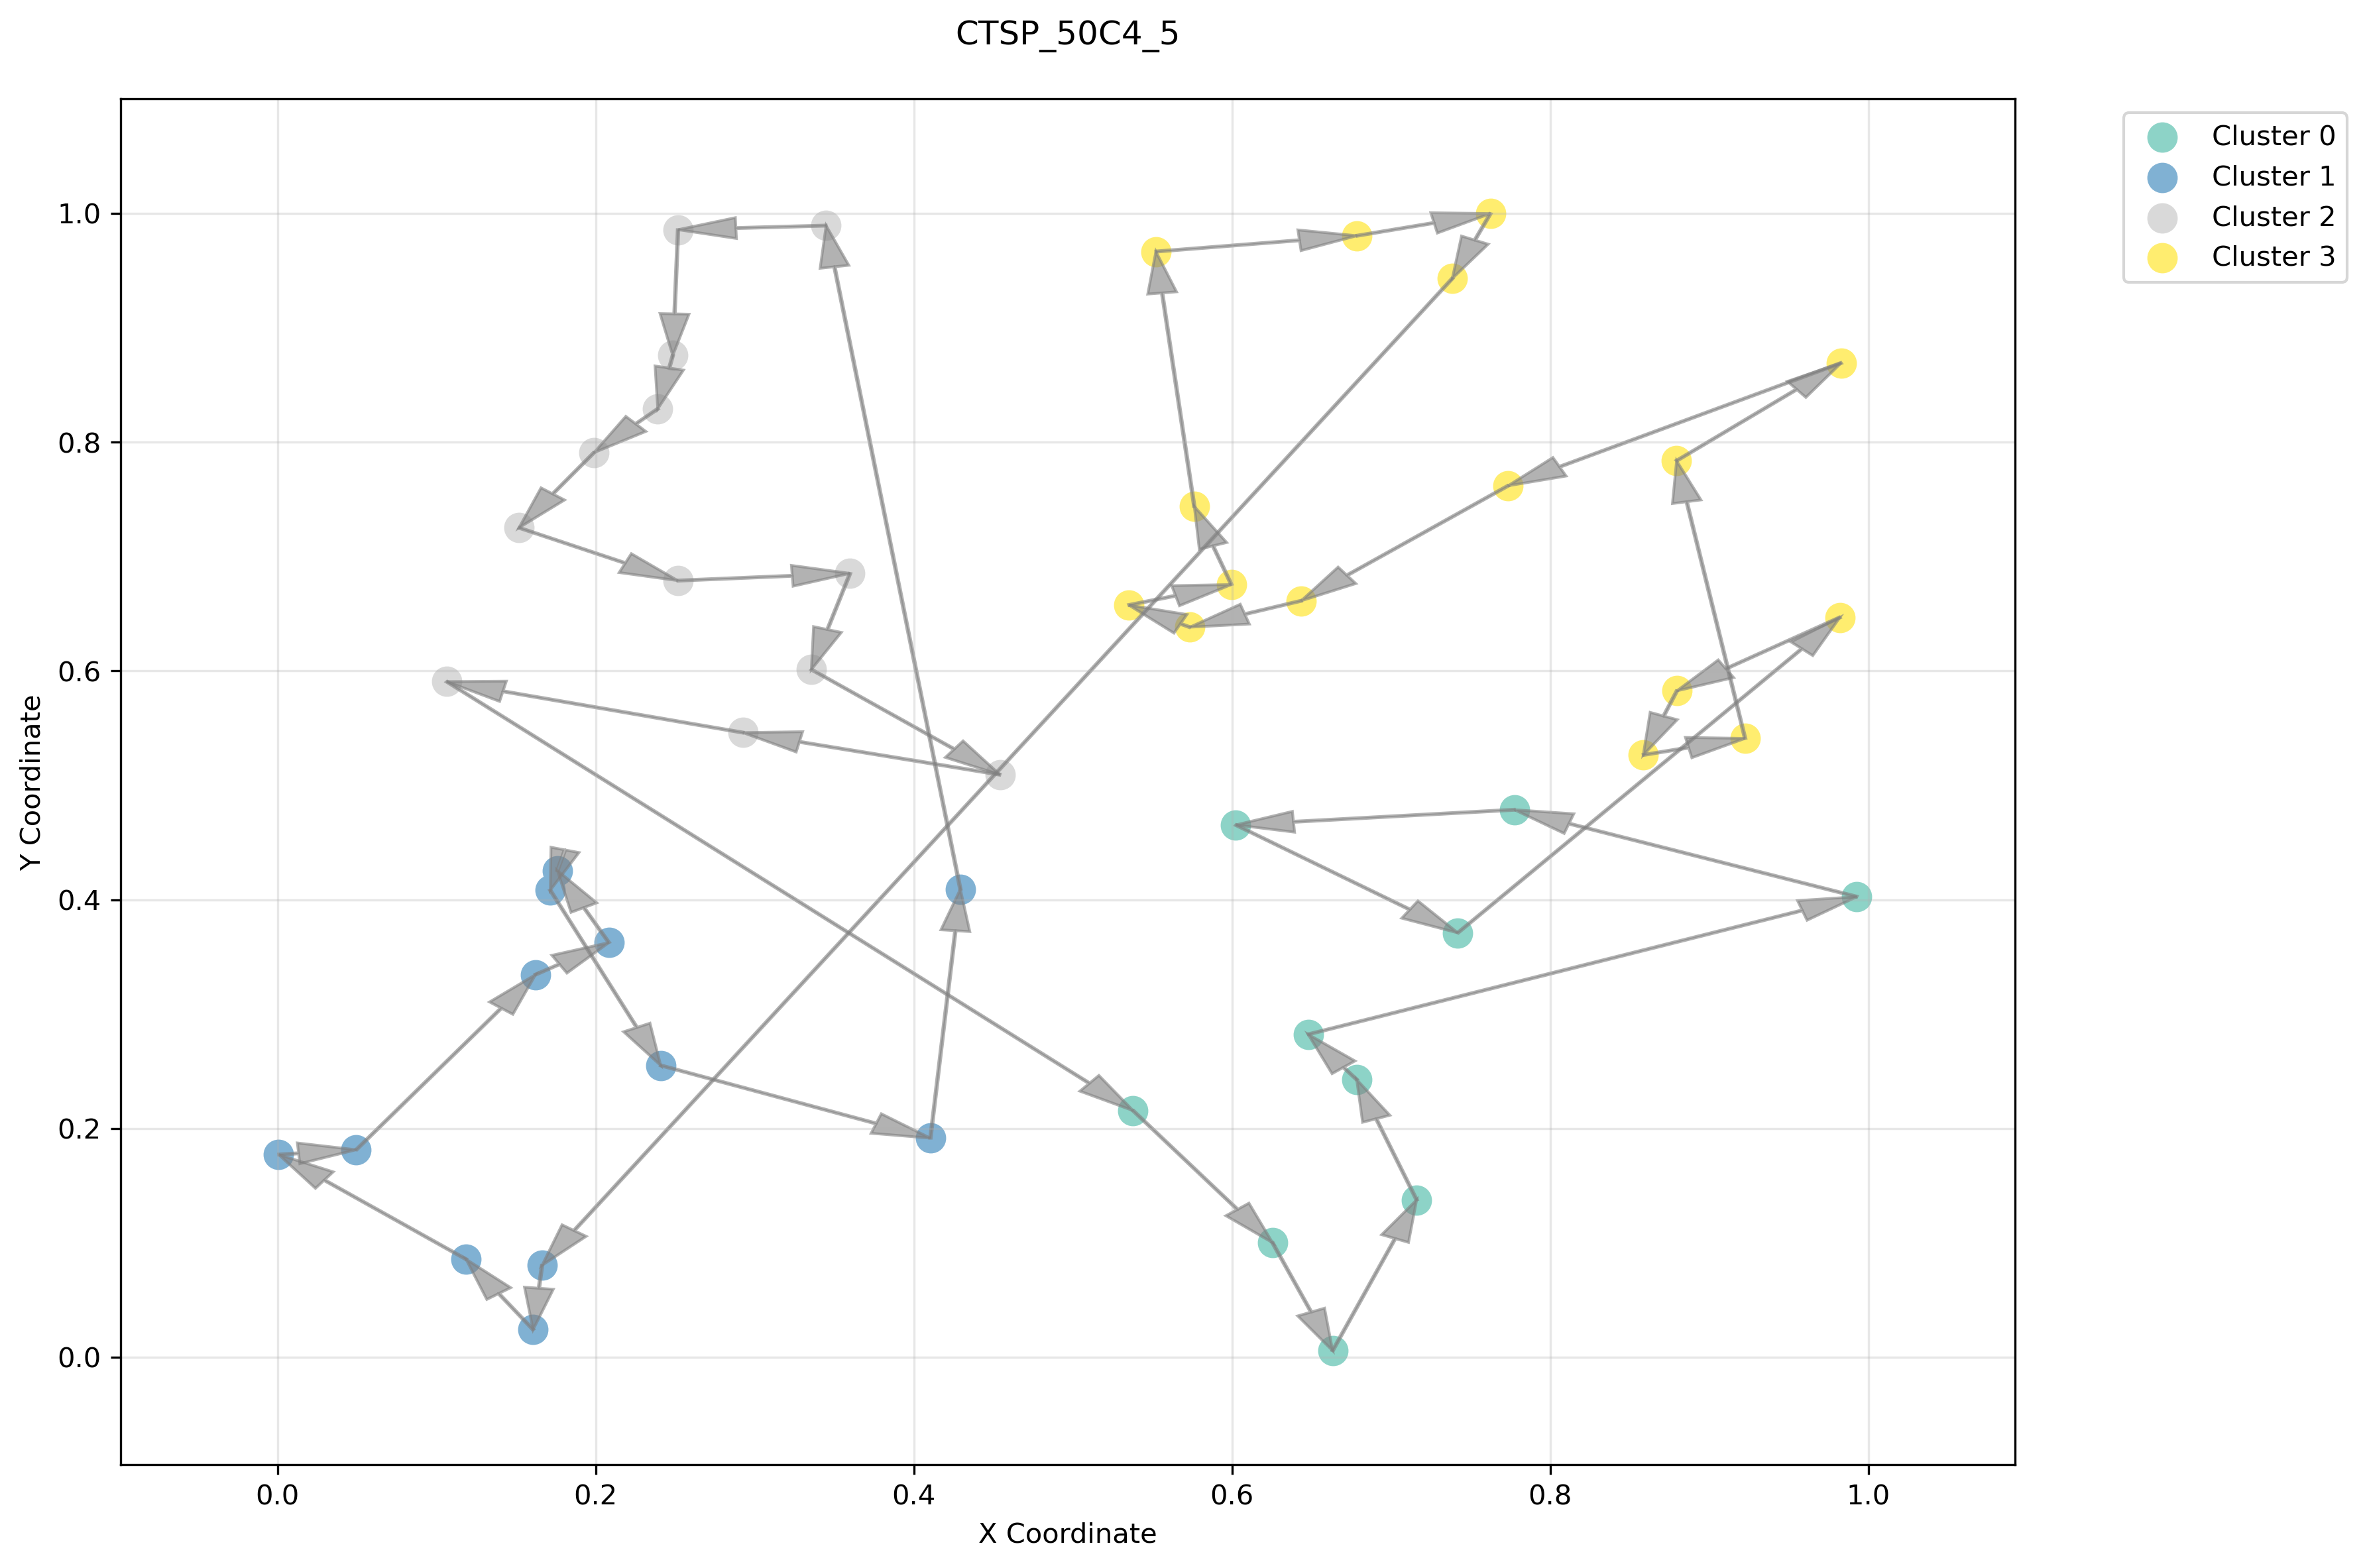 CTSP_50C4_5
Cluster 0
Cluster 1
Cluster 2
Cluster 3
1.0
0.8
0.6
0.4
0.2
0.0
Y Coordinate
0.0 0.2 0.4 0.6 0.8 1.0
X Coordinate